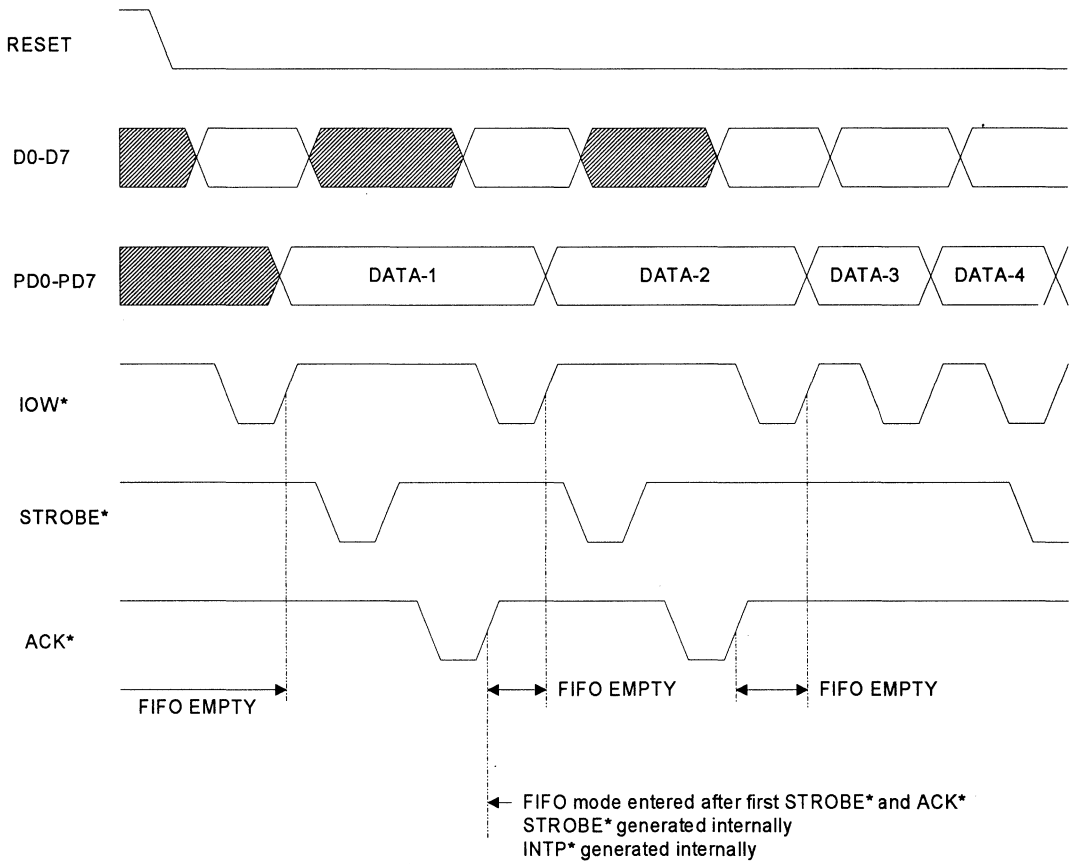 RESET
D0-D7
PD0-PD7
DATA-1
DATA-2
DATA-3
DATA-4
IOW*
STROBE*
ACK*
FIFO EMPTY
FIFO EMPTY
FIFO EMPTY
FIFO mode entered after first STROBE* and ACK*
STROBE* generated internally
INTP* generated internally